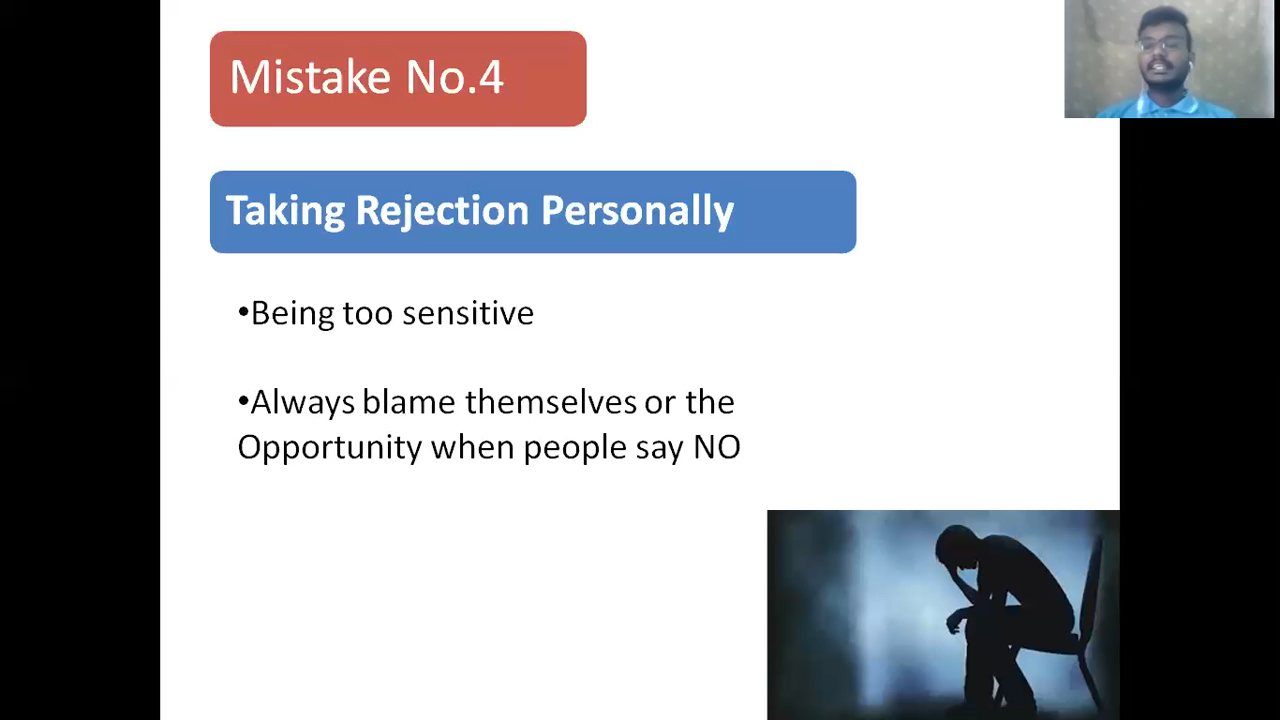 Mistake No.4
Taking Rejection Personally
•Being too sensitive
•Always blame themselves or the
Opportunity when people say NO